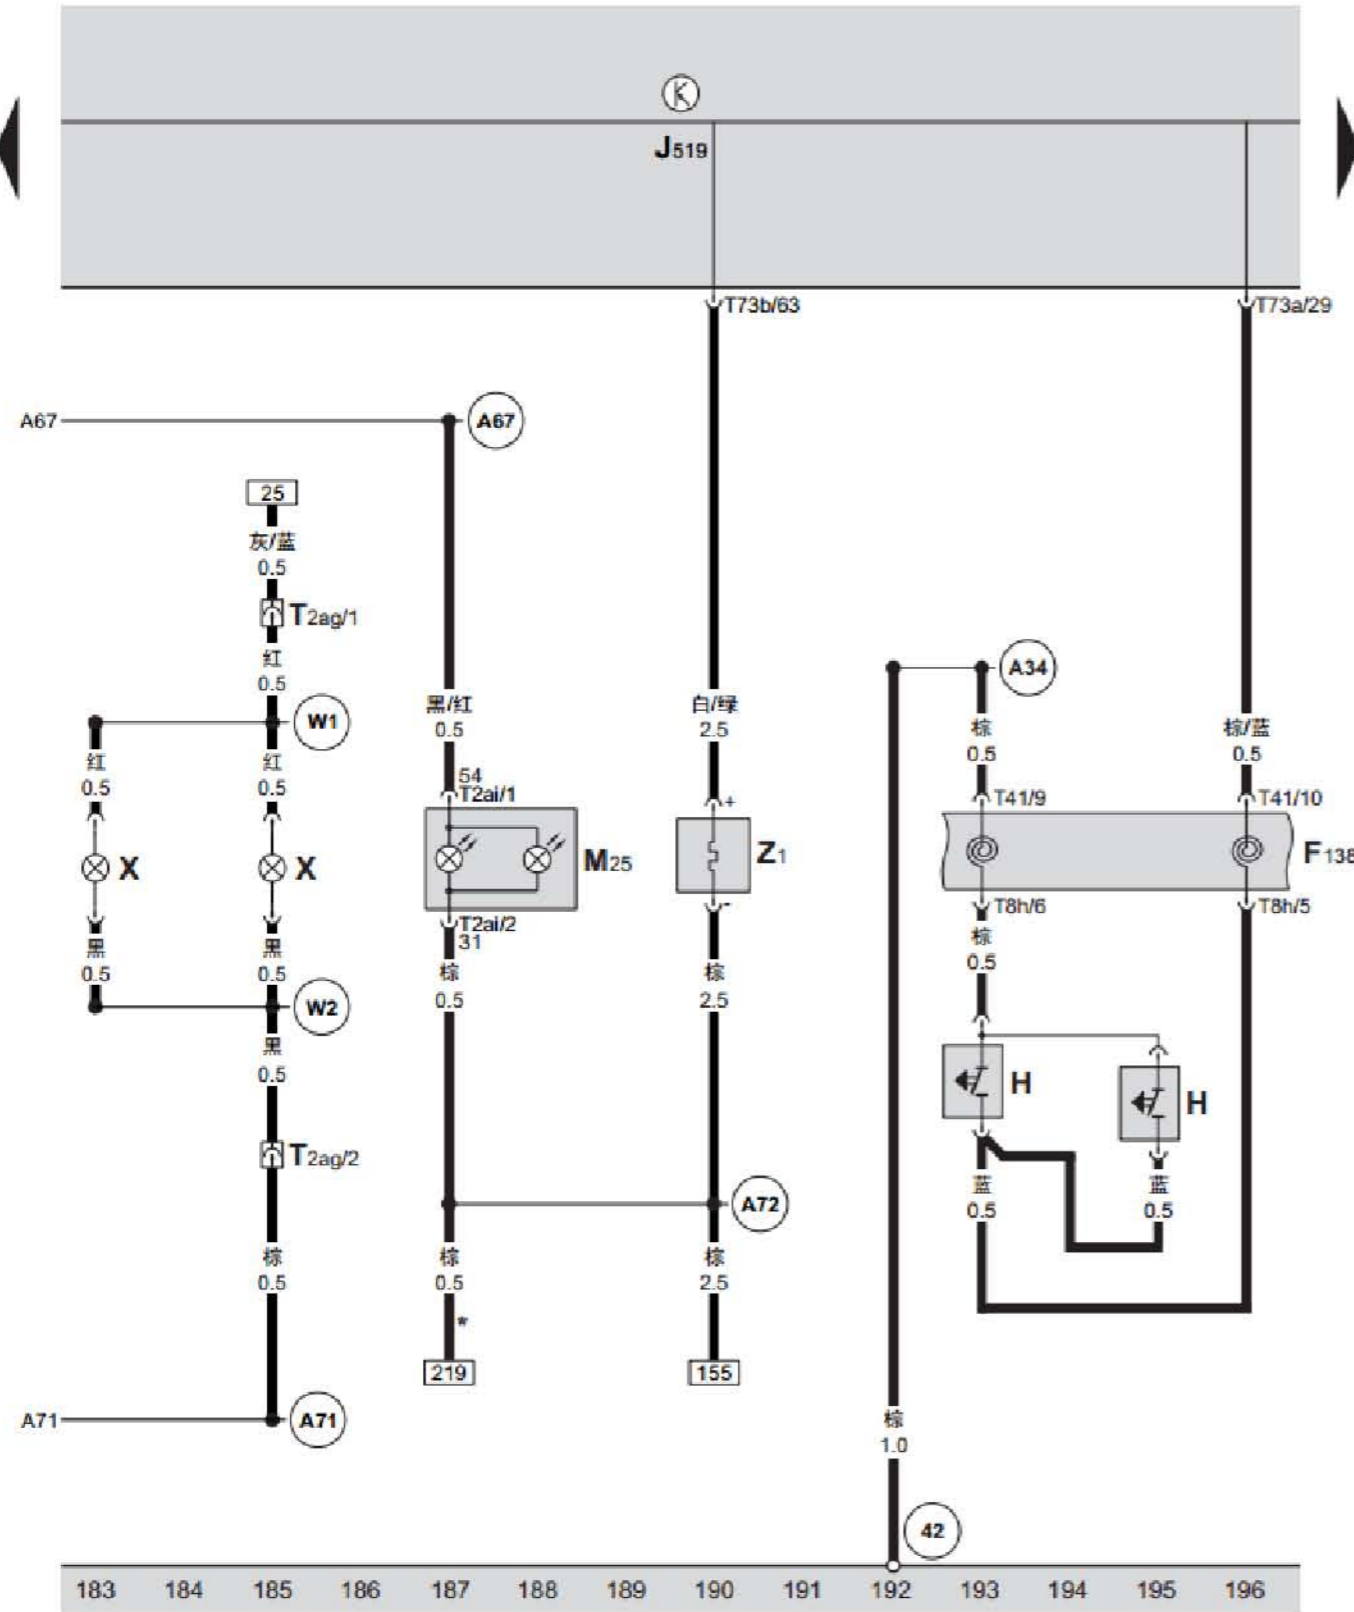 K
J519
T73b/63
T73a/29
A67
A67
25
灰/蓝
0.5
T2ag/1
红
0.5
W1
红
0.5
红
0.5
黑/红
0.5
54
T2ai/1
白/绿
2.5
+
A34
棕
0.5
棕/蓝
0.5
T41/9
T41/10
X
X
M25
Z1
F138
T2ai/2
31
-
T8h/6
T8h/5
黑
0.5
黑
0.5
棕
0.5
棕
2.5
棕
0.5
W2
黑
0.5
H
H
T2ag/2
A72
蓝
0.5
蓝
0.5
棕
0.5
棕
0.5
*
棕
2.5
219
155
A71
A71
棕
1.0
42
183 184 185 186 187 188 189 190 191 192 193 194 195 196